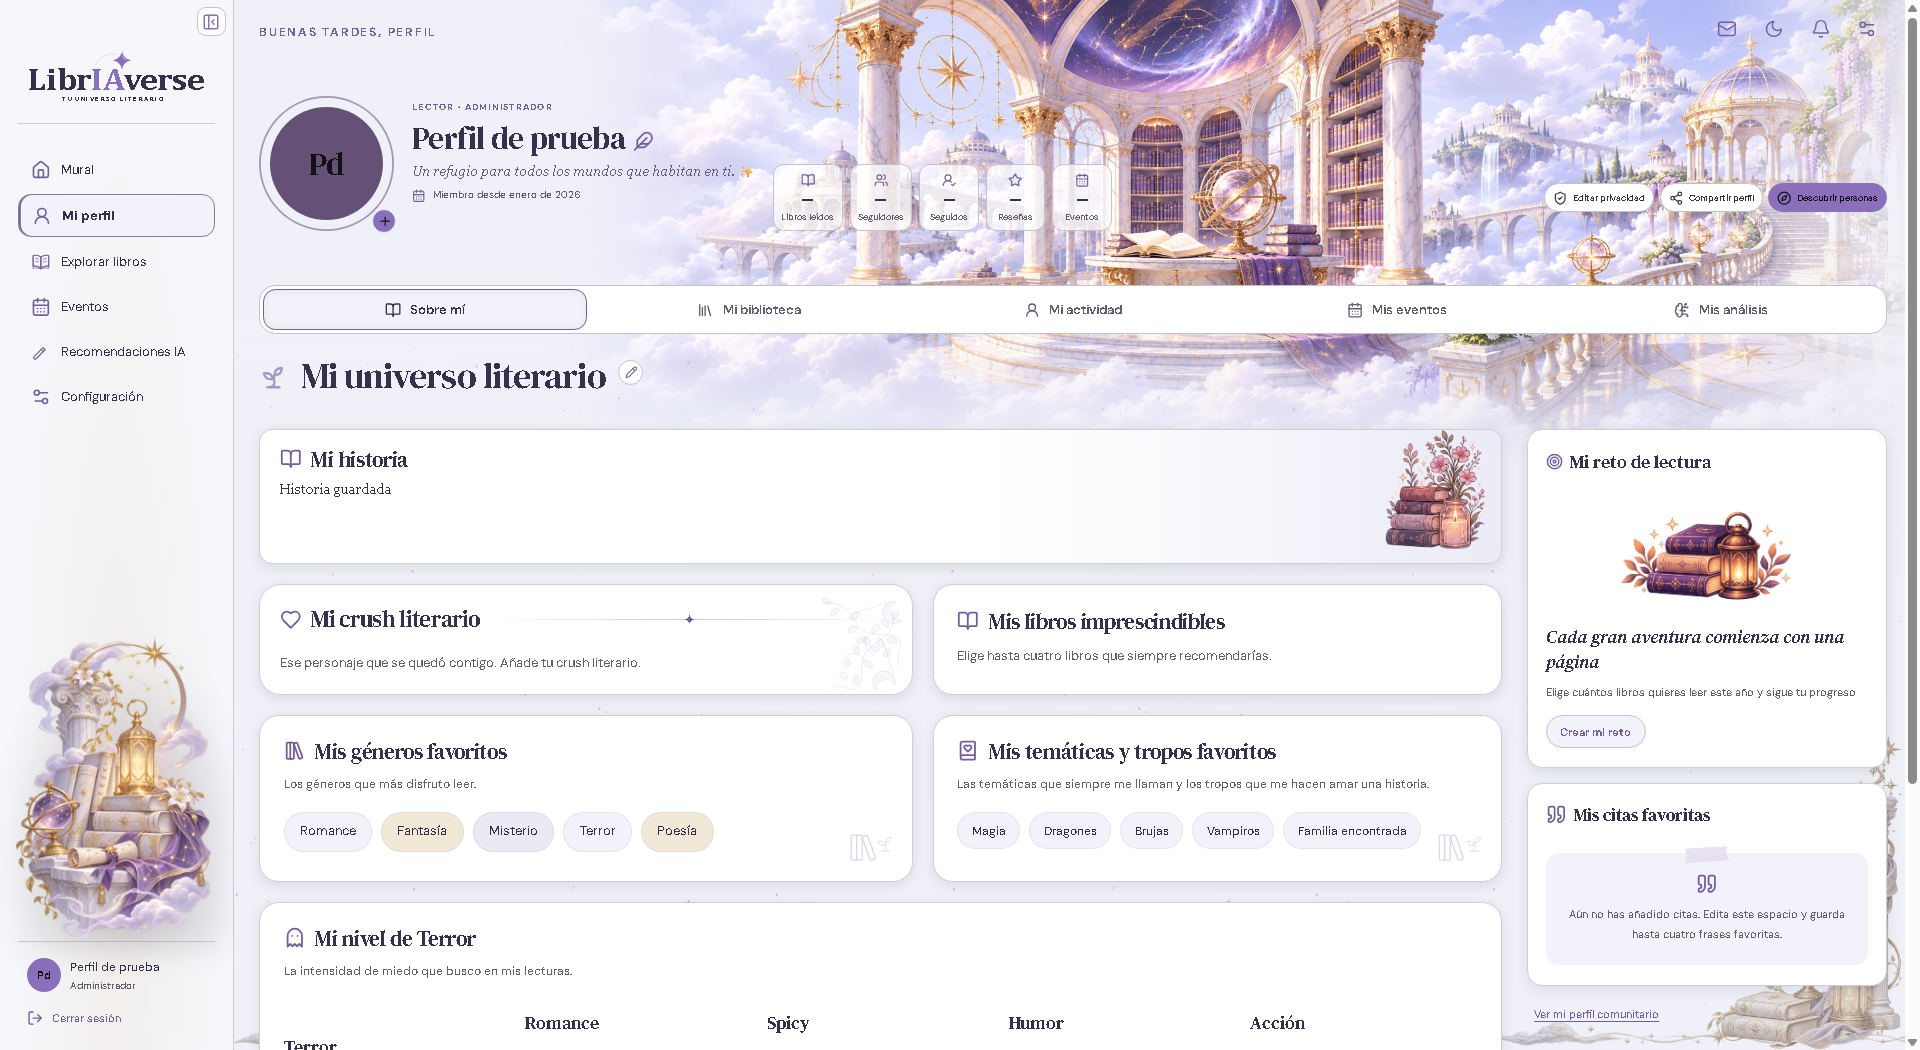 LibrIAverse
TU UNIVERSO LITERARIO
Mural
Mi perfil
Explorar libros
Eventos
Recomendaciones IA
Configuración
Pd
Perfil de prueba
Administrador
Cerrar sesión
BUENAS TARDES, PERFIL
Pd
+
LECTOR · ADMINISTRADOR
Perfil de prueba
Un refugio para todos los mundos que habitan en ti. ✨
Miembro desde enero de 2026
— — — — —
Libros leídos Seguidores Seguidos Reseñas Eventos
Editar privacidad Compartir perfil Descubrir personas
Sobre mí Mi biblioteca Mi actividad Mis eventos Mis análisis
Mi universo literario
Mi historia
Historia guardada
Mi crush literario
Ese personaje que se quedó contigo. Añade tu crush literario.
Mis libros imprescindibles
Elige hasta cuatro libros que siempre recomendarías.
Mis géneros favoritos
Los géneros que más disfruto leer.
Romance Fantasía Misterio Terror Poesía
Mis temáticas y tropos favoritos
Las temáticas que siempre me llaman y los tropos que me hacen amar una historia.
Magia Dragones Brujas Vampiros Familia encontrada
Mi nivel de Terror
La intensidad de miedo que busco en mis lecturas.
Romance Spicy Humor Acción
Terror
Mi reto de lectura
Cada gran aventura comienza con una
página
Elige cuántos libros quieres leer este año y sigue tu progreso
Crear mi reto
Mis citas favoritas
Aún no has añadido citas. Edita este espacio y guarda
hasta cuatro frases favoritas.
Ver mi perfil comunitario